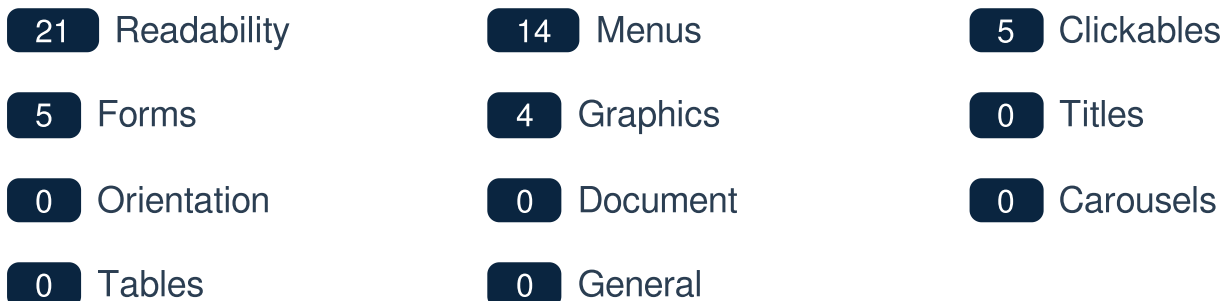 21 Readability 14 Menus 5 Clickables
5 Forms 4 Graphics 0 Titles
0 Orientation 0 Document 0 Carousels
0 Tables 0 General